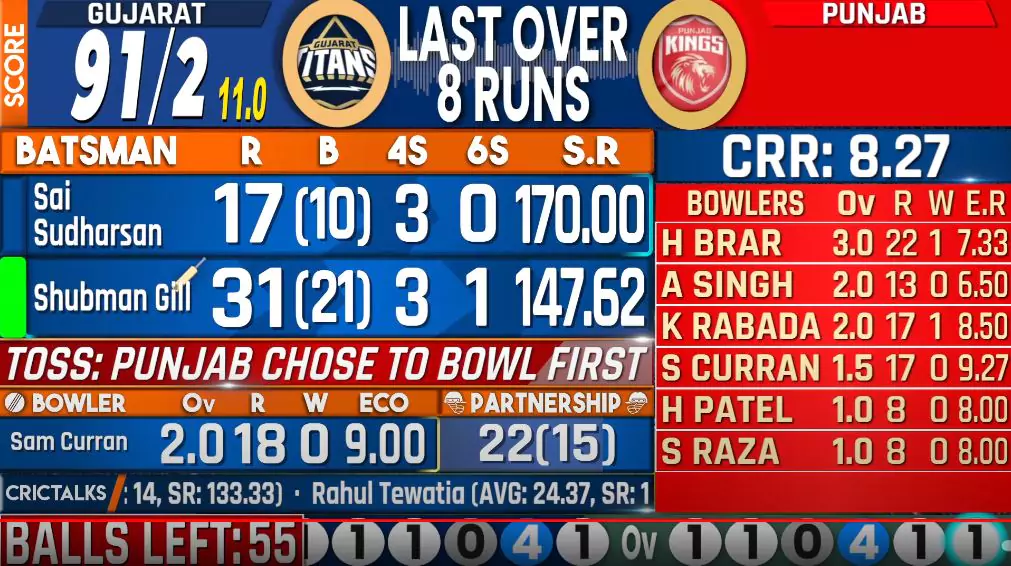 SCORE
GUJARAT
91/2 11.0
GUJARAT
TITANS
LAST OVER
8 RUNS
PUNJAB
KINGS
PUNJAB
BATSMAN R B 4S 6S S.R
Sai
Sudharsan 17 (10) 3 0 170.00
Shubman Gill 31 (21) 3 1 147.62
TOSS: PUNJAB CHOSE TO BOWL FIRST
BOWLER Ov R W ECO PARTNERSHIP
Sam Curran 2.0 18 0 9.00 22(15)
CRICTALKS : 14, SR: 133.33) · Rahul Tewatia (AVG: 24.37, SR: 1
CRR: 8.27
BOWLERS Ov R W E.R
H BRAR 3.0 22 1 7.33
A SINGH 2.0 13 0 6.50
K RABADA 2.0 17 1 8.50
S CURRAN 1.5 17 0 9.27
H PATEL 1.0 8 0 8.00
S RAZA 1.0 8 0 8.00
BALLS LEFT: 55 1 1 0 4 1 Ov 1 1 0 4 1 1